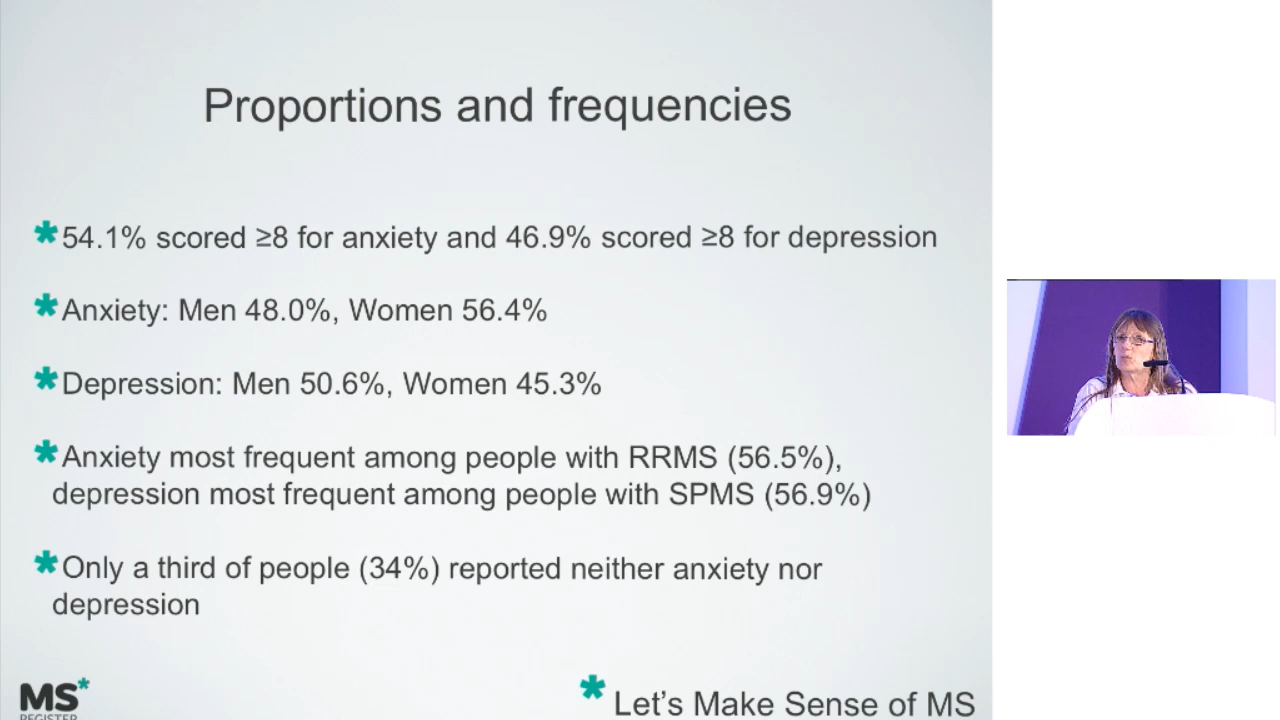 Proportions and frequencies
*54.1% scored ≥8 for anxiety and 46.9% scored ≥8 for depression
*Anxiety: Men 48.0%, Women 56.4%
*Depression: Men 50.6%, Women 45.3%
*Anxiety most frequent among people with RRMS (56.5%),
depression most frequent among people with SPMS (56.9%)
*Only a third of people (34%) reported neither anxiety nor
depression
MS*
REGISTER
* Let's Make Sense of MS